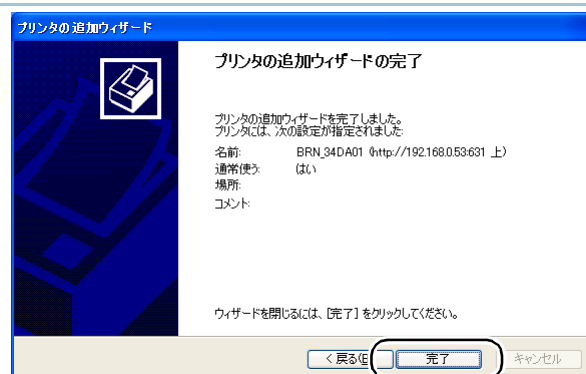 プリンタの追加ウィザード
プリンタの追加ウィザードの完了
プリンタの追加ウィザードを完了しました。
プリンタには、次の設定が指定されました:
名前: BRN_34DA01 (http://192.168.0.53:631 上)
通常使う: はい
場所:
コメント:
ウィザードを閉じるには、[完了] をクリックしてください。
< 戻る(B 完了 キャンセル